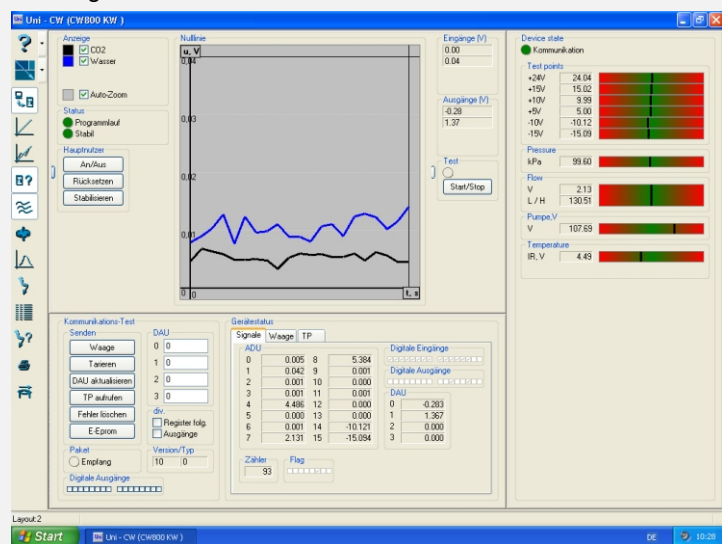 Uni - CW (CW800 KW )
Anzeige
CO2
Wasser
Auto-Zoom
Status
Programmlauf
Stabil
Hauptnutzer
An/Aus
Rücksetzen
Stabilisieren
Nulllinie
u, V
0,04
0,03
0,02
0,01
0
0
t, s
Eingänge (V)
0.00
0.04
Ausgänge (V)
-0.28
1.37
Test
Start/Stop
Device state
Kommunikation
Test points
+24V 24.04
+15V 15.02
+10V 9.99
+5V 5.00
-10V -10.12
-15V -15.09
Pressure
kPa 99.60
Flow
V 2.13
L / H 130.51
Pumpe,V
V 107.69
Temperature
IR, V 4.49
Kommunikations-Test
Senden
Waage
Tarieren
DAU aktualisieren
TP aufrufen
Fehler löschen
E-Eprom
DAU
0 0
1 0
2 0
3 0
div.
Register folg.
Ausgänge
Paket
Empfang
Version/Typ
10 0
Digitale Ausgänge
Gerätestatus
Signale Waage TP
ADU
0 0.005 8 5.384
1 0.042 9 0.001
2 0.001 10 0.000
3 0.001 11 0.001
4 4.486 12 0.000
5 0.000 13 0.000
6 0.001 14 -10.121
7 2.131 15 -15.094
Zähler
93
Flag
Digitale Eingänge
Digitale Ausgänge
DAU
0 -0.283
1 1.367
2 0.000
3 0.000
Layout:2
Start
Uni - CW (CW800 KW )
DE
10:28